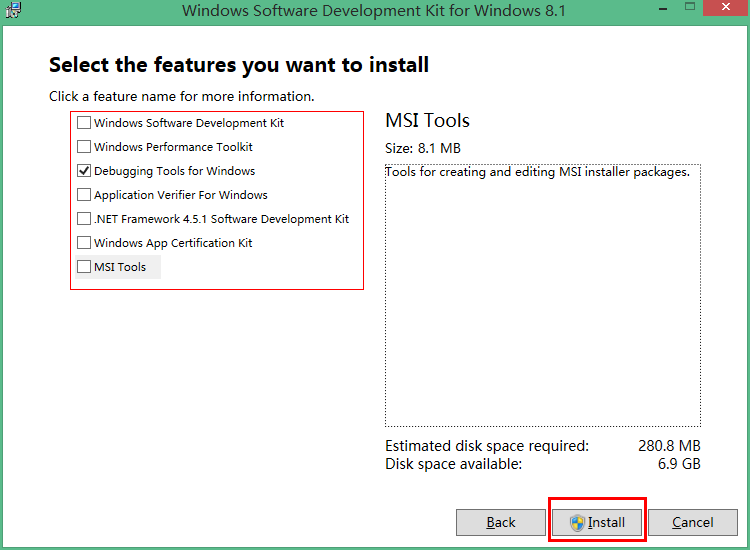 Windows Software Development Kit for Windows 8.1
Select the features you want to install
Click a feature name for more information.
Windows Software Development Kit
Windows Performance Toolkit
Debugging Tools for Windows
Application Verifier For Windows
.NET Framework 4.5.1 Software Development Kit
Windows App Certification Kit
MSI Tools
MSI Tools
Size: 8.1 MB
Tools for creating and editing MSI installer packages.
Estimated disk space required: 280.8 MB
Disk space available: 6.9 GB
Back
Install
Cancel